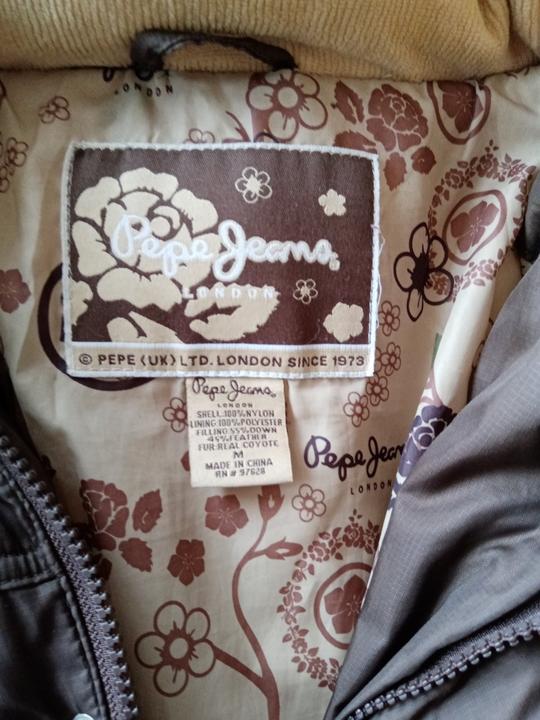 LONDON
Pepe Jeans
LONDON
© PEPE (UK) LTD. LONDON SINCE 1973
Pepe Jeans
LONDON
SHELL:100%NYLON
LINING:100%POLYESTER
FILLING:55%DOWN
45%FEATHER
FUR:REAL COYOTE
M
MADE IN CHINA
RN # 97628
Pepe Jean
LONDON